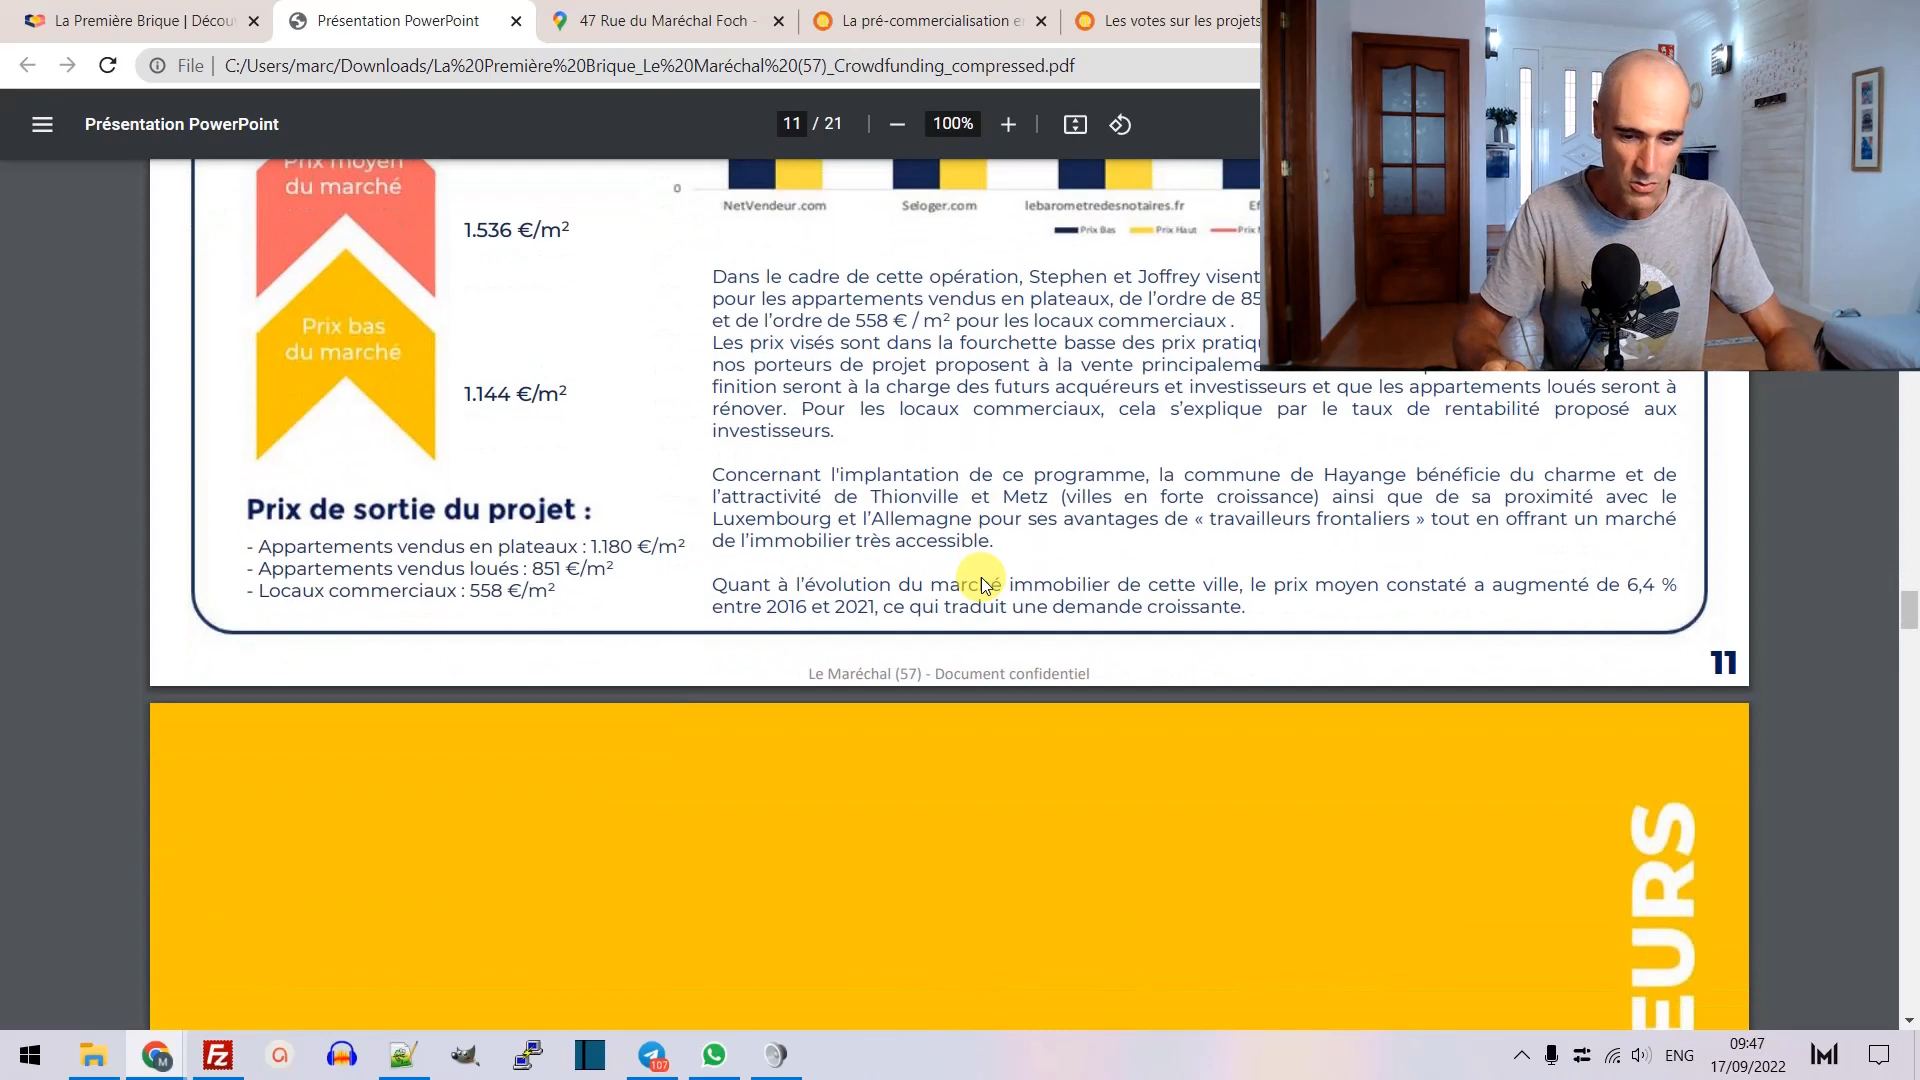 La Première Brique | Décou
Présentation PowerPoint
47 Rue du Maréchal Foch -
La pré-commercialisation e
Les votes sur les projets
File
C:/Users/marc/Downloads/La%20Première%20Brique_Le%20Maréchal%20(57)_Crowdfunding_compressed.pdf
Présentation PowerPoint
11 / 21
100%
Prix moyen
du marché
1.536 €/m²
Prix bas
du marché
1.144 €/m²
Prix de sortie du projet :
- Appartements vendus en plateaux : 1.180 €/m²
- Appartements vendus loués : 851 €/m²
- Locaux commerciaux : 558 €/m²
0
NetVendeur.com
Seloger.com
lebarometredesnotaires.fr
Prix Bas
Prix Haut
Dans le cadre de cette opération, Stephen et Joffrey visent
pour les appartements vendus en plateaux, de l'ordre de 85
et de l'ordre de 558 € / m² pour les locaux commerciaux .
Les prix visés sont dans la fourchette basse des prix pratiqu
nos porteurs de projet proposent à la vente principaleme
finition seront à la charge des futurs acquéreurs et investisseurs et que les appartements loués seront à
rénover. Pour les locaux commerciaux, cela s'explique par le taux de rentabilité proposé aux
investisseurs.
Concernant l'implantation de ce programme, la commune de Hayange bénéficie du charme et de
l'attractivité de Thionville et Metz (villes en forte croissance) ainsi que de sa proximité avec le
Luxembourg et l'Allemagne pour ses avantages de « travailleurs frontaliers » tout en offrant un marché
de l'immobilier très accessible.
Quant à l'évolution du marché immobilier de cette ville, le prix moyen constaté a augmenté de 6,4 %
entre 2016 et 2021, ce qui traduit une demande croissante.
Le Maréchal (57) - Document confidentiel
11
EURS
107
ENG
09:47
17/09/2022